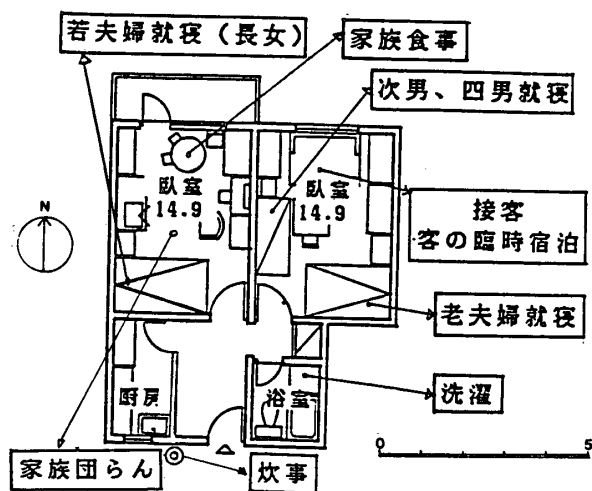 若夫婦就寝（長女）
家族食事
次男、四男就寝
臥室
14.9
臥室
14.9
接客
客の臨時宿泊
N
老夫婦就寝
厨房
浴室
洗濯
家族団らん
炊事
0
5